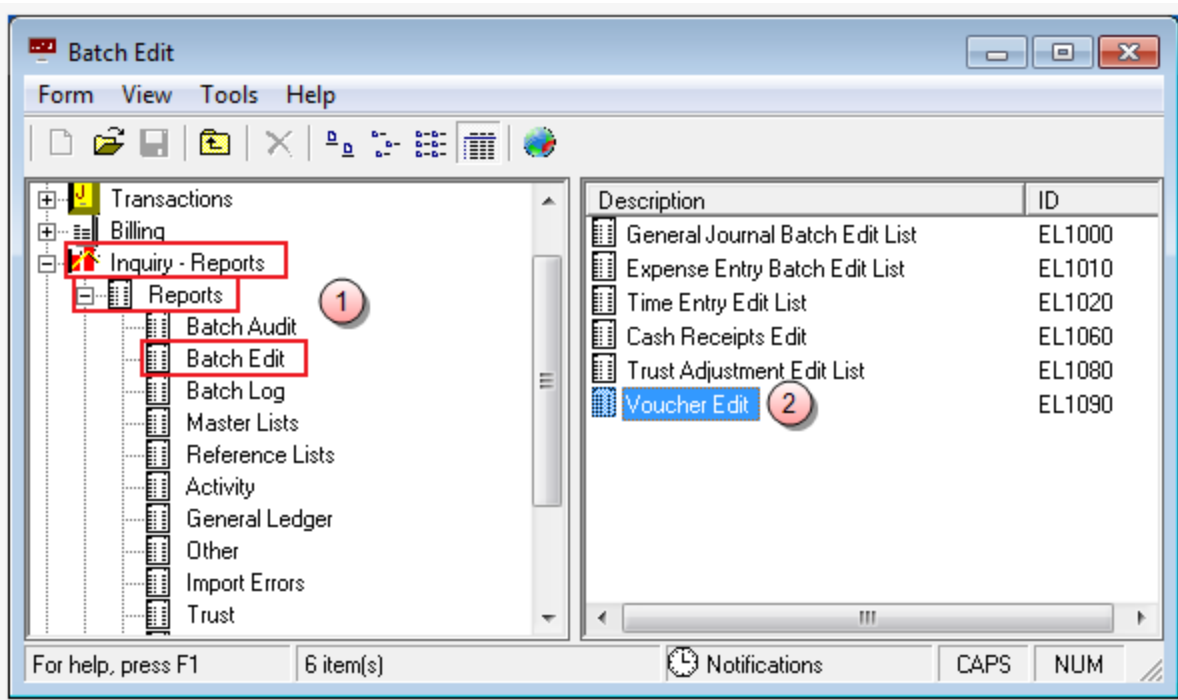 Batch Edit
Form View Tools Help
Transactions
Billing
Inquiry - Reports
Reports
1
Batch Audit
Batch Edit
Batch Log
Master Lists
Reference Lists
Activity
General Ledger
Other
Import Errors
Trust
Description ID
General Journal Batch Edit List EL1000
Expense Entry Batch Edit List EL1010
Time Entry Edit List EL1020
Cash Receipts Edit EL1060
Trust Adjustment Edit List EL1080
Voucher Edit 2 EL1090
For help, press F1 6 item(s) Notifications CAPS NUM